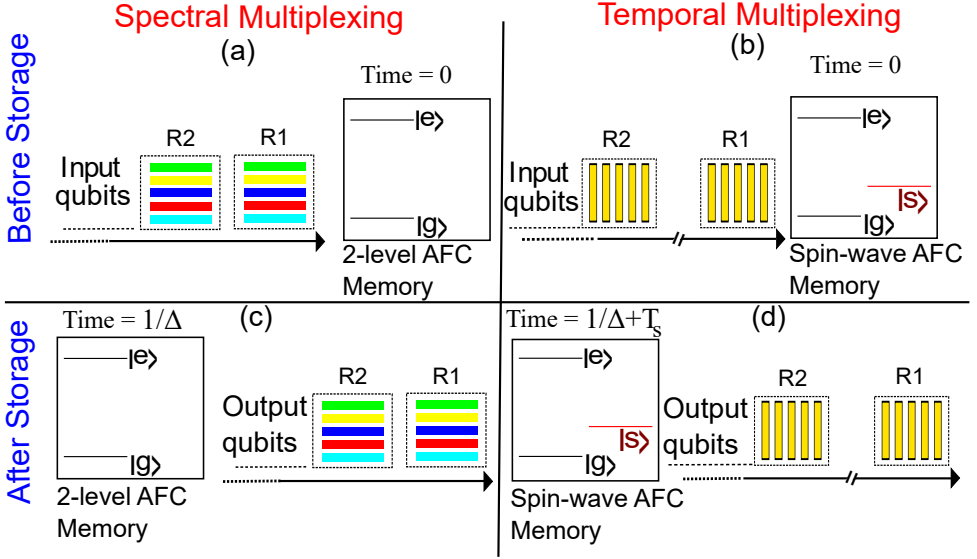 Spectral Multiplexing
Temporal Multiplexing
Before Storage
(a)
Time = 0
R2
R1
Input
qubits
|e⟩
|g⟩
2-level AFC
Memory
(b)
Time = 0
R2
R1
Input
qubits
|e⟩
|s⟩
|g⟩
Spin-wave AFC
Memory
After Storage
Time = 1/Δ
(c)
|e⟩
|g⟩
2-level AFC
Memory
R2
R1
Output
qubits
Time = 1/Δ+Ts
(d)
|e⟩
|s⟩
|g⟩
Spin-wave AFC
Memory
R2
R1
Output
qubits